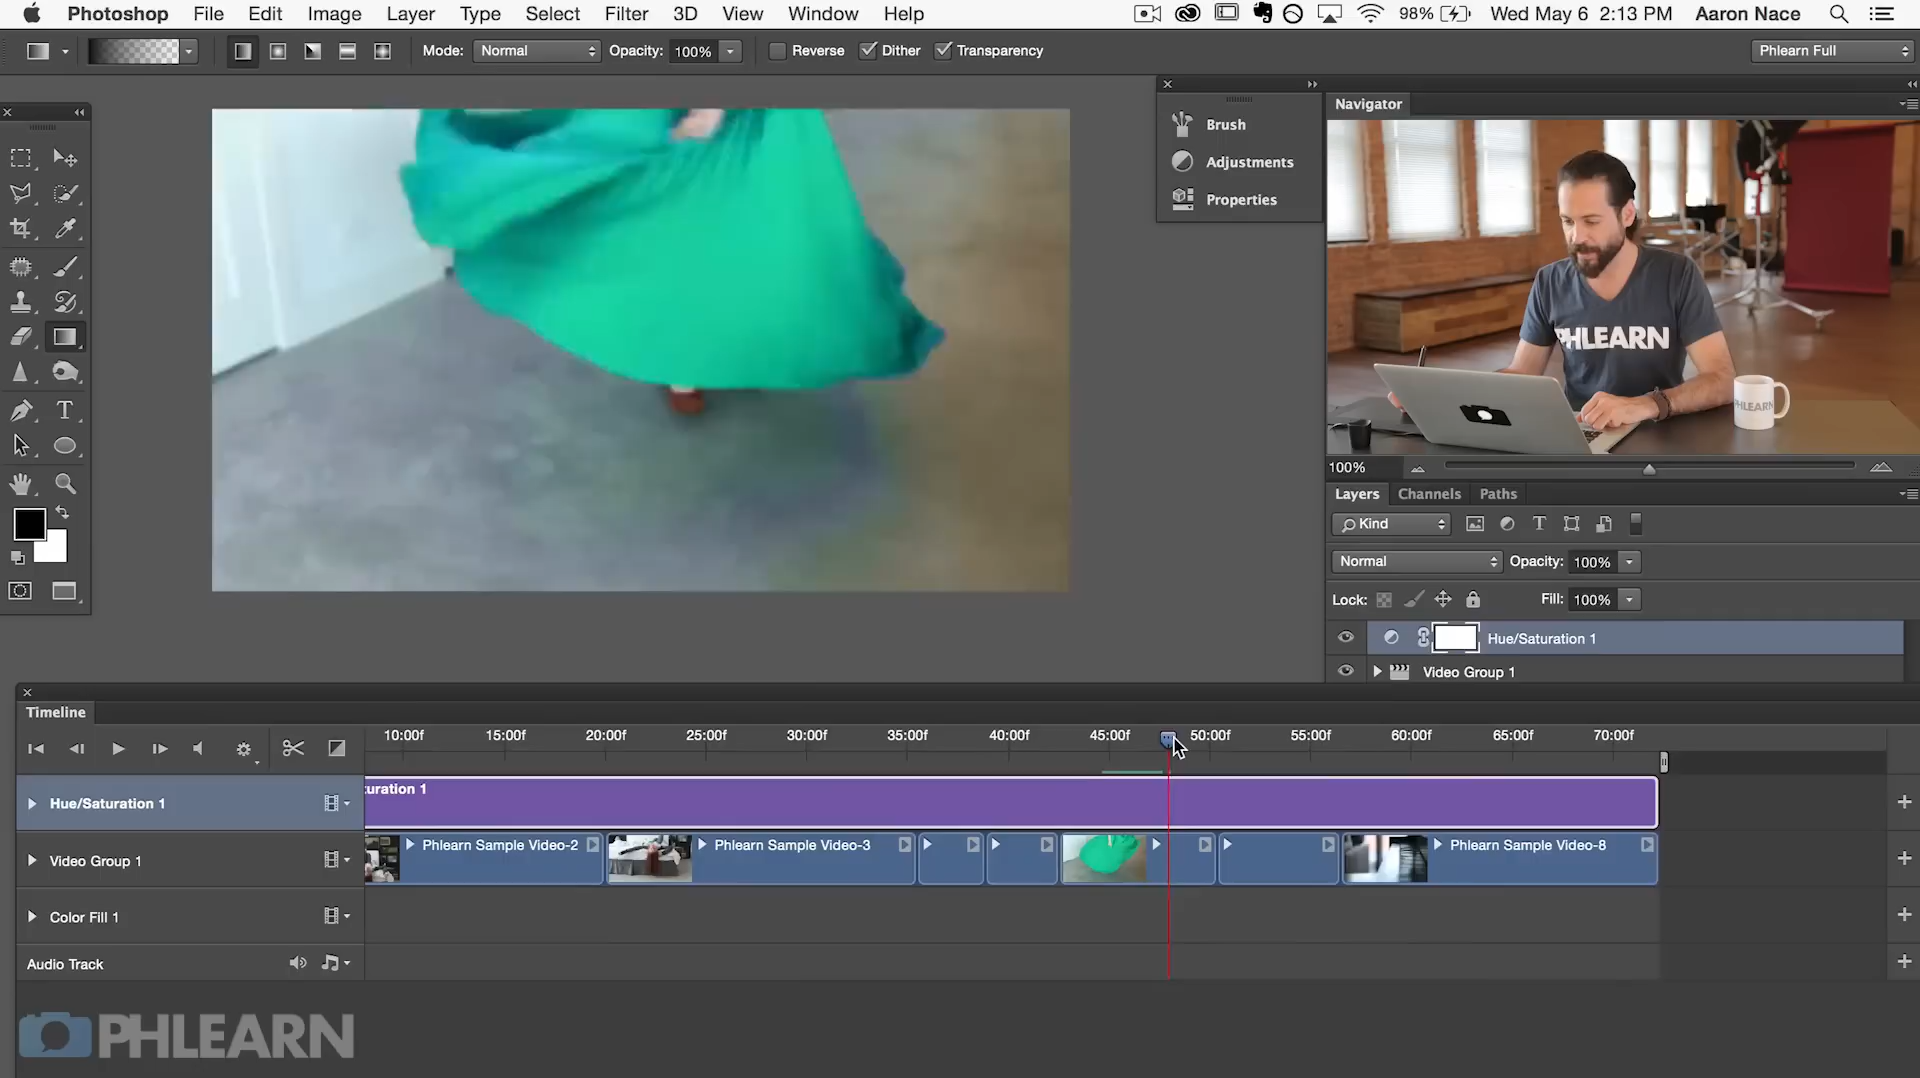 Photoshop File Edit Image Layer Type Select Filter 3D View Window Help 98% Wed May 6 2:13 PM Aaron Nace
Mode: Normal Opacity: 100% Reverse Dither Transparency Phlearn Full
Navigator
Brush
Adjustments
Properties
PHLEARN
PHLEARN
100%
Layers Channels Paths
Kind
Normal Opacity: 100%
Lock: Fill: 100%
Hue/Saturation 1
Video Group 1
Timeline
10:00f 15:00f 20:00f 25:00f 30:00f 35:00f 40:00f 45:00f 50:00f 55:00f 60:00f 65:00f 70:00f
Hue/Saturation 1 uration 1
Video Group 1 Phlearn Sample Video-2 Phlearn Sample Video-3 Phlearn Sample Video-8
Color Fill 1
Audio Track
PHLEARN